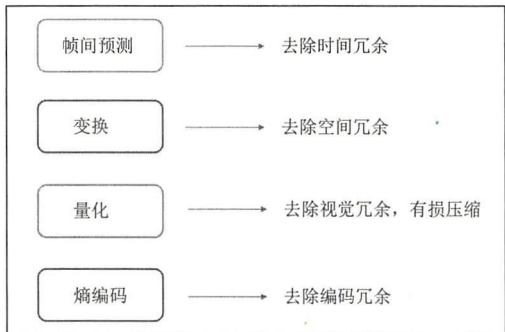 帧间预测 去除时间冗余
变换 去除空间冗余
量化 去除视觉冗余，有损压缩
熵编码 去除编码冗余